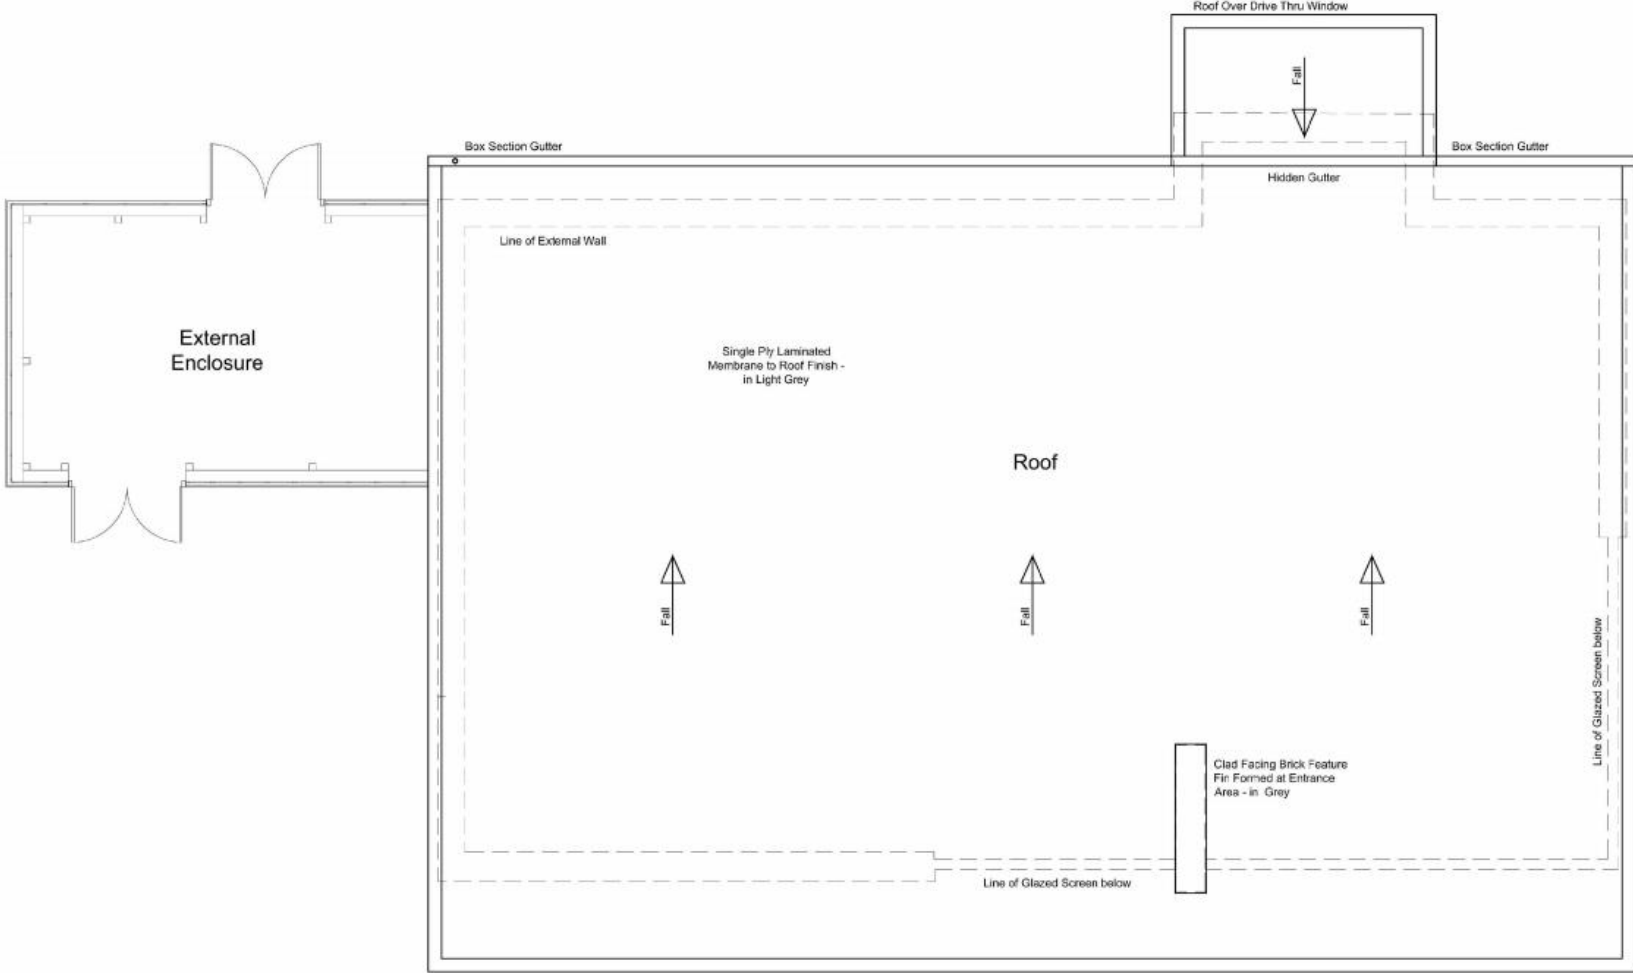 Roof Over Drive Thru Window
Fall
Box Section Gutter
Box Section Gutter
Hidden Gutter
Line of External Wall
External
Enclosure
Single Ply Laminated
Membrane to Roof Finish -
in Light Grey
Roof
Fall
Fall
Fall
Line of Glazed Screen below
Clad Facing Brick Feature
Fin Formed at Entrance
Area - in Grey
Line of Glazed Screen below